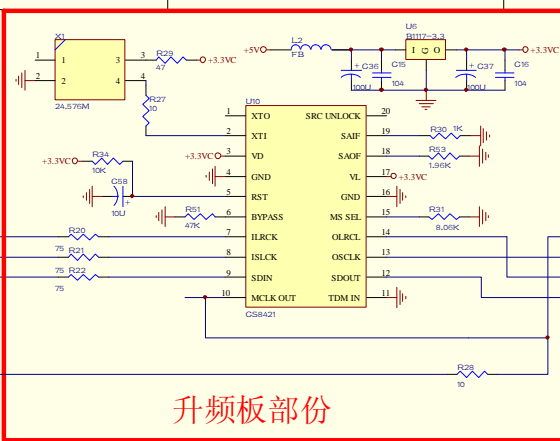 X1
1 1 3 3
2 2 4 4
24.576M
R29
47
+3.3VC
R27
10
+5V
L2
FB
C36
100U
C15
104
U6
B1117-3.3
I G O
C37
100U
C16
104
+3.3VC
U10
1 XTO
2 XTI
3 VD
4 GND
5 RST
6 BYPASS
7 ILRCK
8 ISLCK
9 SDIN
10 MCLK OUT
SRC UNLOCK 20
SAIF 19
SAOF 18
VL 17
GND 16
MS SEL 15
OLRCL 14
OSCLK 13
SDOUT 12
TDM IN 11
CS8421
+3.3VC
+3.3VC
R34
10K
C58
10U
R51
47K
R20
75
R21
75
R22
75
R30 1K
R53
1.96K
+3.3VC
R31
8.06K
R28
10
升频板部份